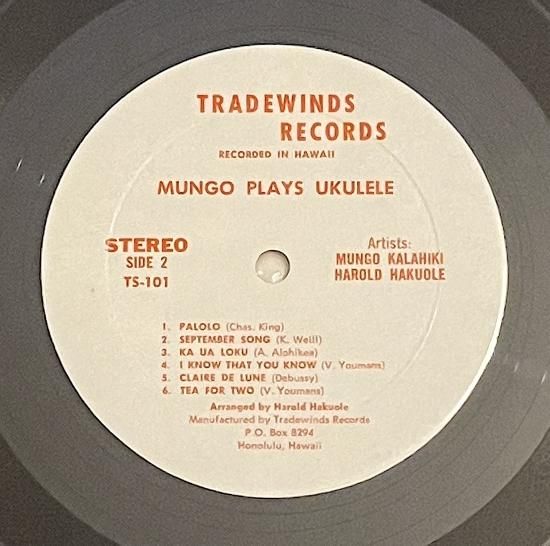 TRADEWINDS
RECORDS
RECORDED IN HAWAII
MUNGO PLAYS UKULELE
STEREO
SIDE 2
TS-101
Artists:
MUNGO KALAHIKI
HAROLD HAKUOLE
1. PALOLO (Chas. King)
2. SEPTEMBER SONG (K. Weill)
3. KA UA LOKU (A. Alohikea)
4. I KNOW THAT YOU KNOW (V. Youmans)
5. CLAIRE DE LUNE (Debussy)
6. TEA FOR TWO (V. Youmans)
Arranged by Harold Hakuole
Manufactured by Tradewinds Records
P.O. Box 8294
Honolulu, Hawaii